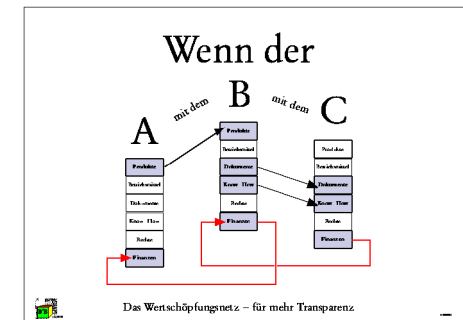 Wenn der
mit dem
mit dem
A
B
C
Produkte
Betriebsmittel
Dokumente
Know-How
Rechte
Finanzen
Produkte
Betriebsmittel
Dokumente
Know-How
Rechte
Finanzen
Produkte
Betriebsmittel
Dokumente
Know-How
Rechte
Finanzen
Das Wertschöpfungsnetz – für mehr Transparenz